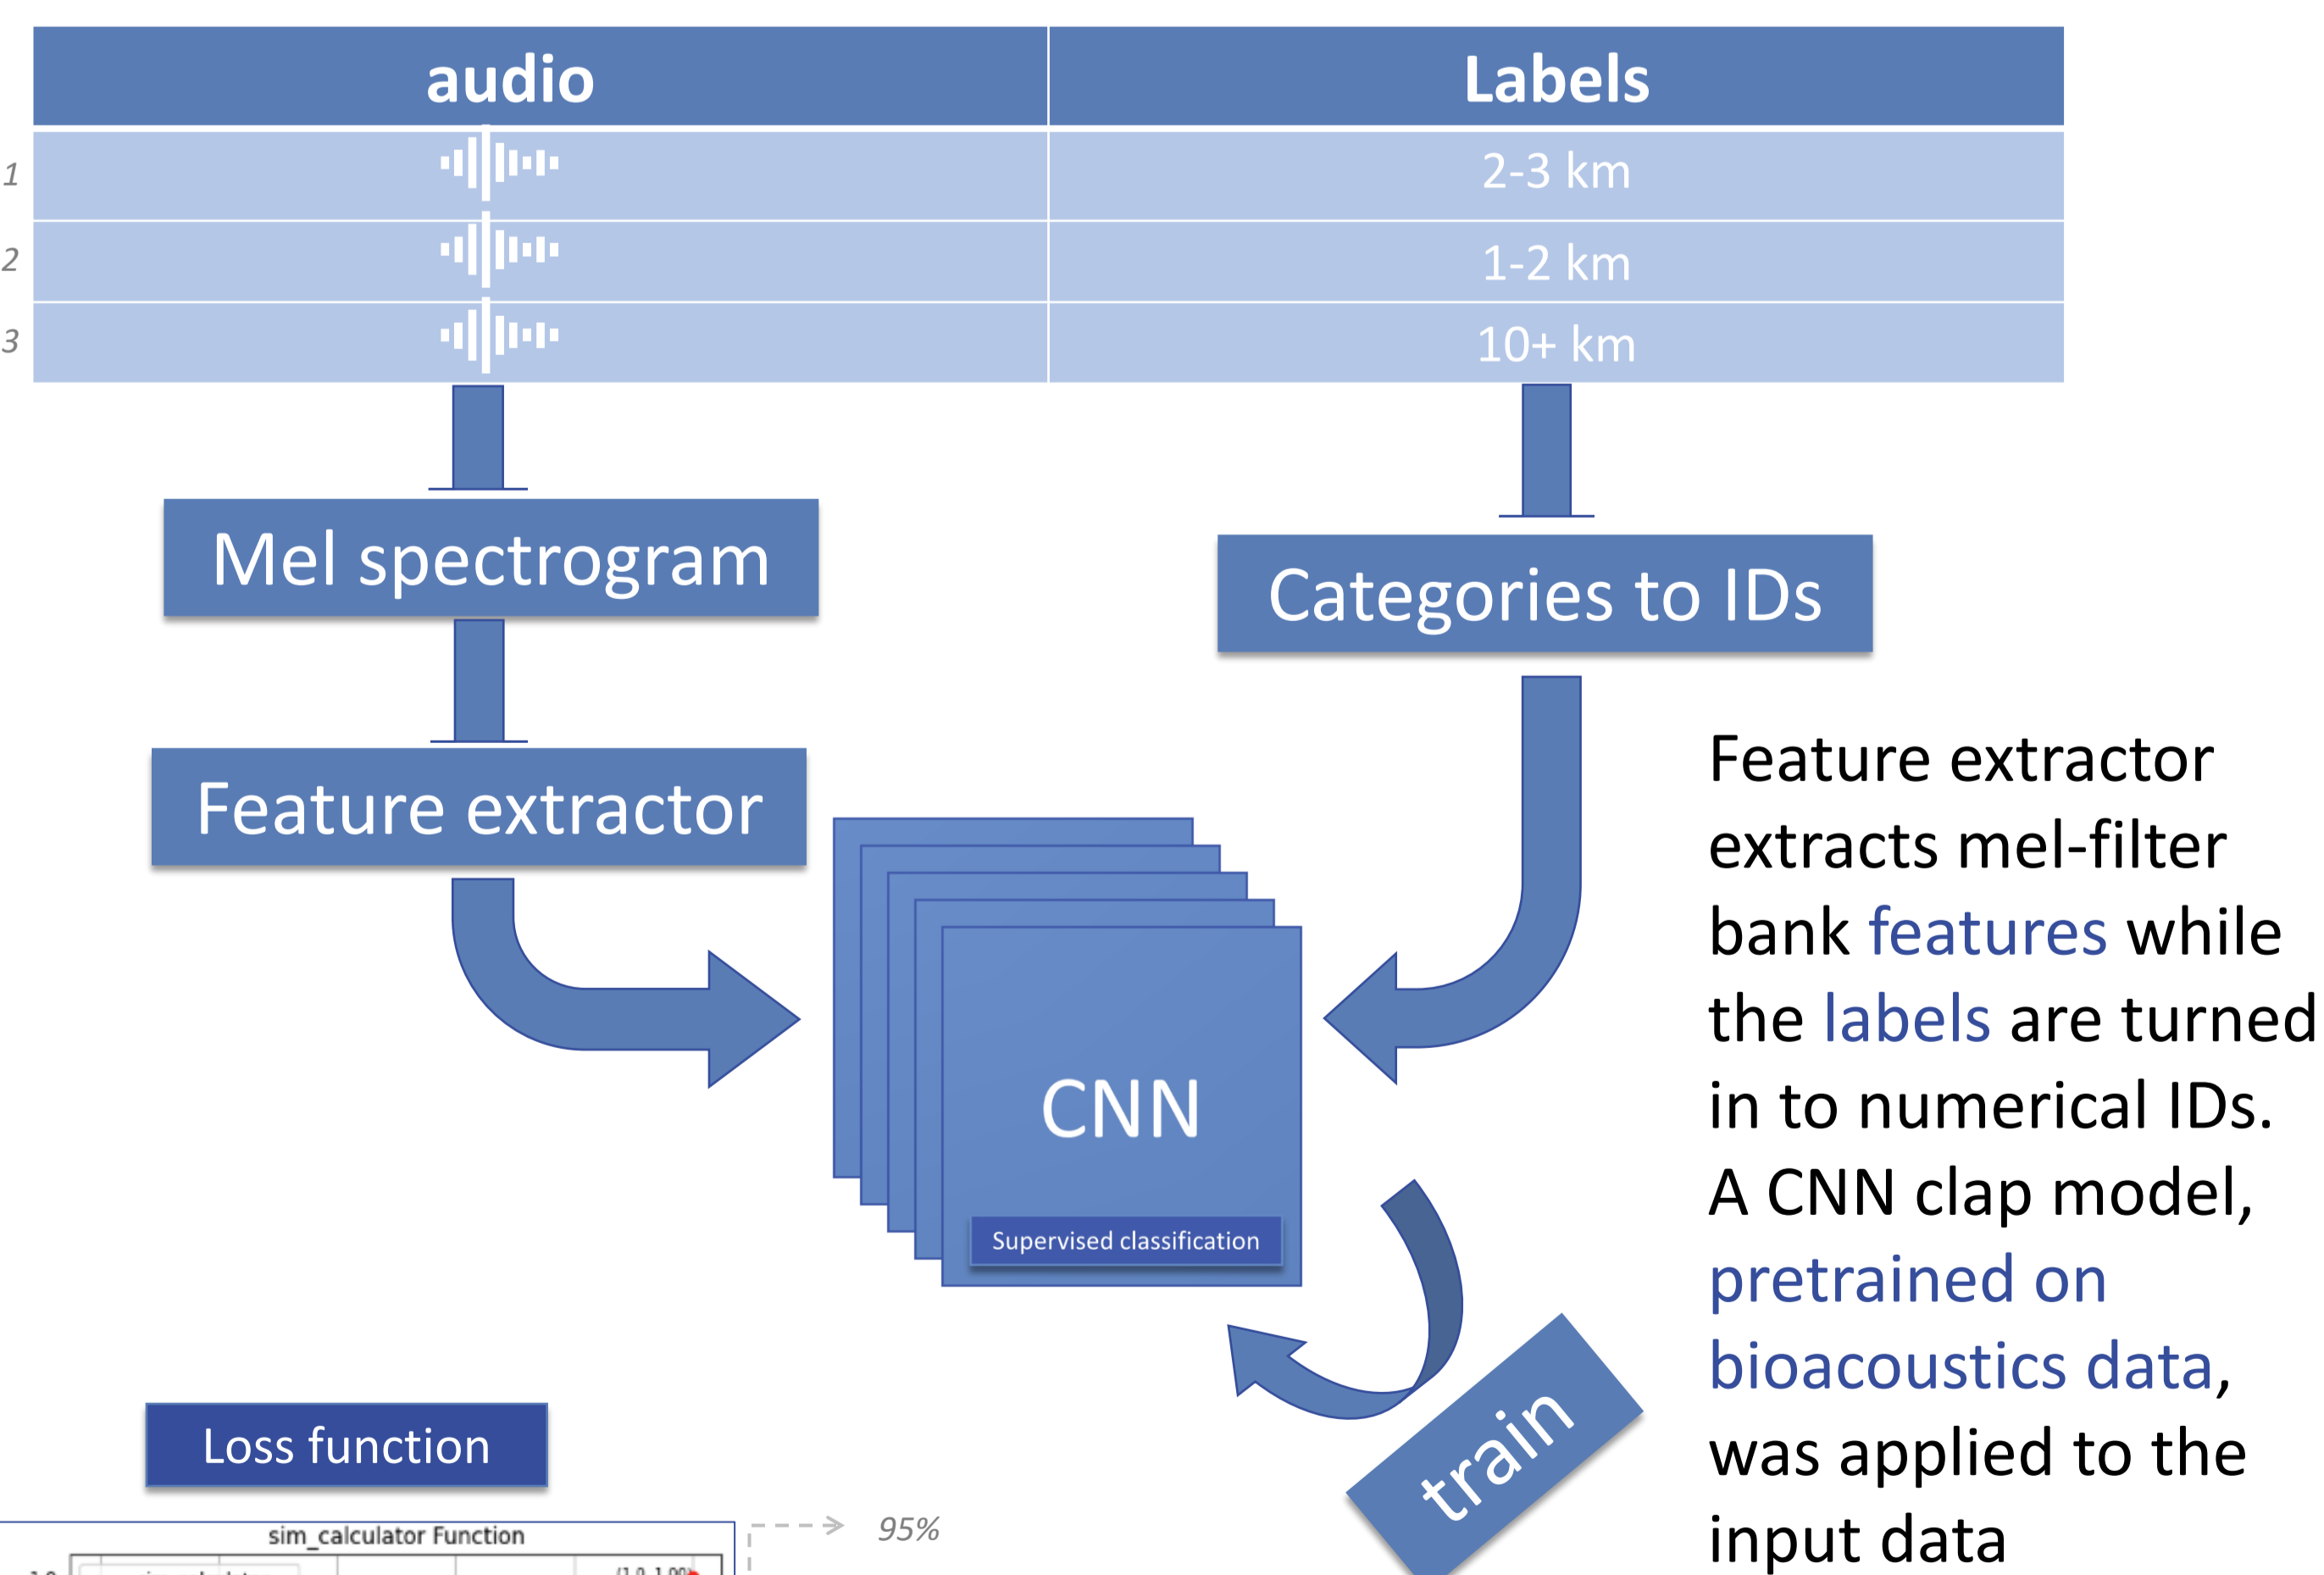 audio
Labels
1
2-3 km
2
1-2 km
3
10+ km
Mel spectrogram
Categories to IDs
Feature extractor
CNN
Supervised classification
train
Feature extractor
extracts mel-filter
bank features while
the labels are turned
in to numerical IDs.
A CNN clap model,
pretrained on
bioacoustics data,
was applied to the
input data
Loss function
sim_calculator Function
95%